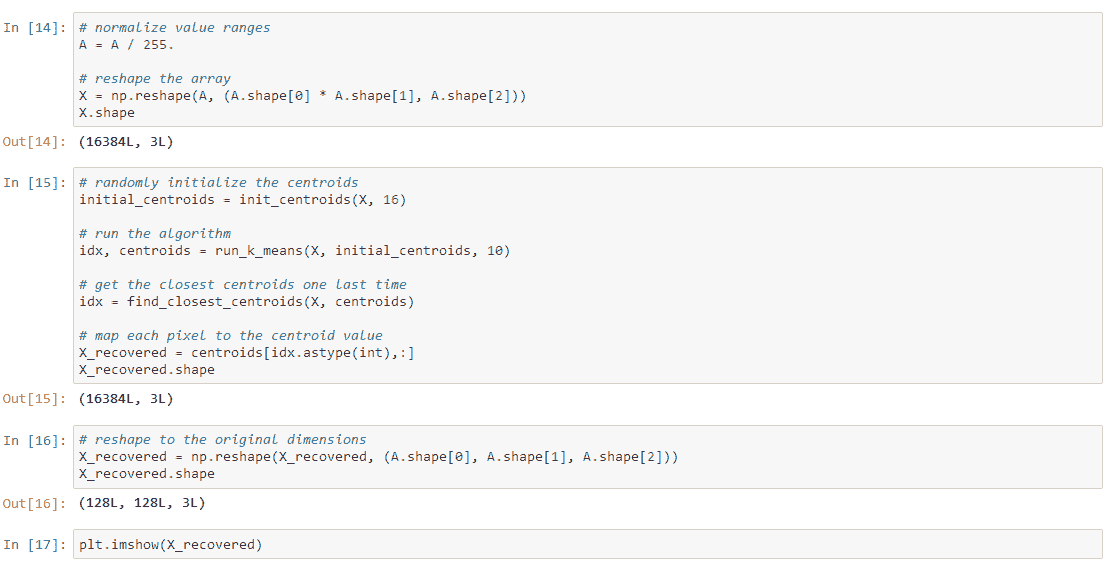 In [14]: # normalize value ranges
A = A / 255.
# reshape the array
X = np.reshape(A, (A.shape[0] * A.shape[1], A.shape[2]))
X.shape
Out[14]: (16384L, 3L)
In [15]: # randomly initialize the centroids
initial_centroids = init_centroids(X, 16)
# run the algorithm
idx, centroids = run_k_means(X, initial_centroids, 10)
# get the closest centroids one last time
idx = find_closest_centroids(X, centroids)
# map each pixel to the centroid value
X_recovered = centroids[idx.astype(int),:]
X_recovered.shape
Out[15]: (16384L, 3L)
In [16]: # reshape to the original dimensions
X_recovered = np.reshape(X_recovered, (A.shape[0], A.shape[1], A.shape[2]))
X_recovered.shape
Out[16]: (128L, 128L, 3L)
In [17]: plt.imshow(X_recovered)